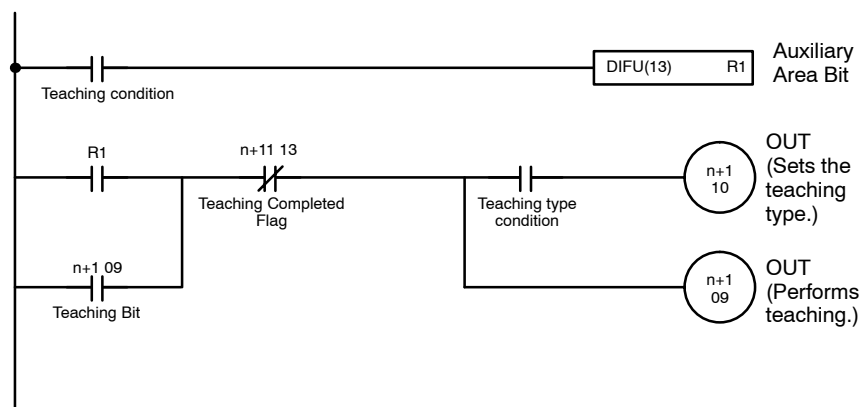 DIFU(13) R1
Auxiliary
Area Bit
Teaching condition
R1
n+11 13
n+1
10
OUT
(Sets the
teaching
type.)
Teaching Completed
Flag
Teaching type
condition
n+1 09
Teaching Bit
n+1
09
OUT
(Performs
teaching.)